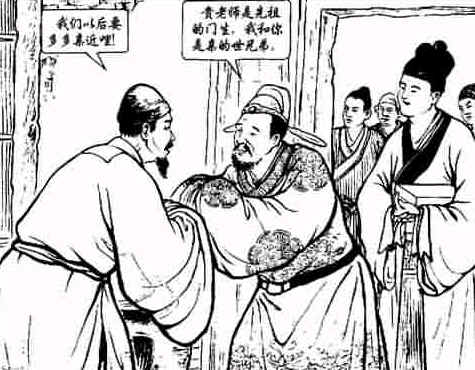 我们以后要
多多亲近哩!
贵老师是先祖
的门生，我和你
是亲的世兄弟。